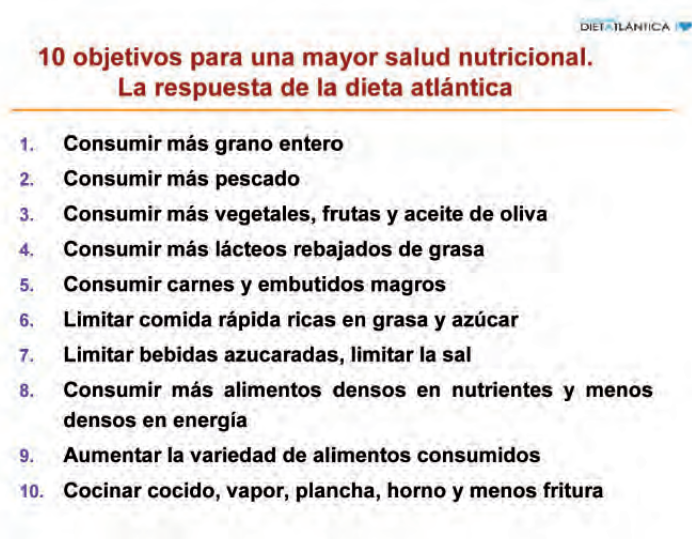 DIETATLÁNTICA
10 objetivos para una mayor salud nutricional.
La respuesta de la dieta atlántica
1. Consumir más grano entero
2. Consumir más pescado
3. Consumir más vegetales, frutas y aceite de oliva
4. Consumir más lácteos rebajados de grasa
5. Consumir carnes y embutidos magros
6. Limitar comida rápida ricas en grasa y azúcar
7. Limitar bebidas azucaradas, limitar la sal
8. Consumir más alimentos densos en nutrientes y menos
densos en energía
9. Aumentar la variedad de alimentos consumidos
10. Cocinar cocido, vapor, plancha, horno y menos fritura